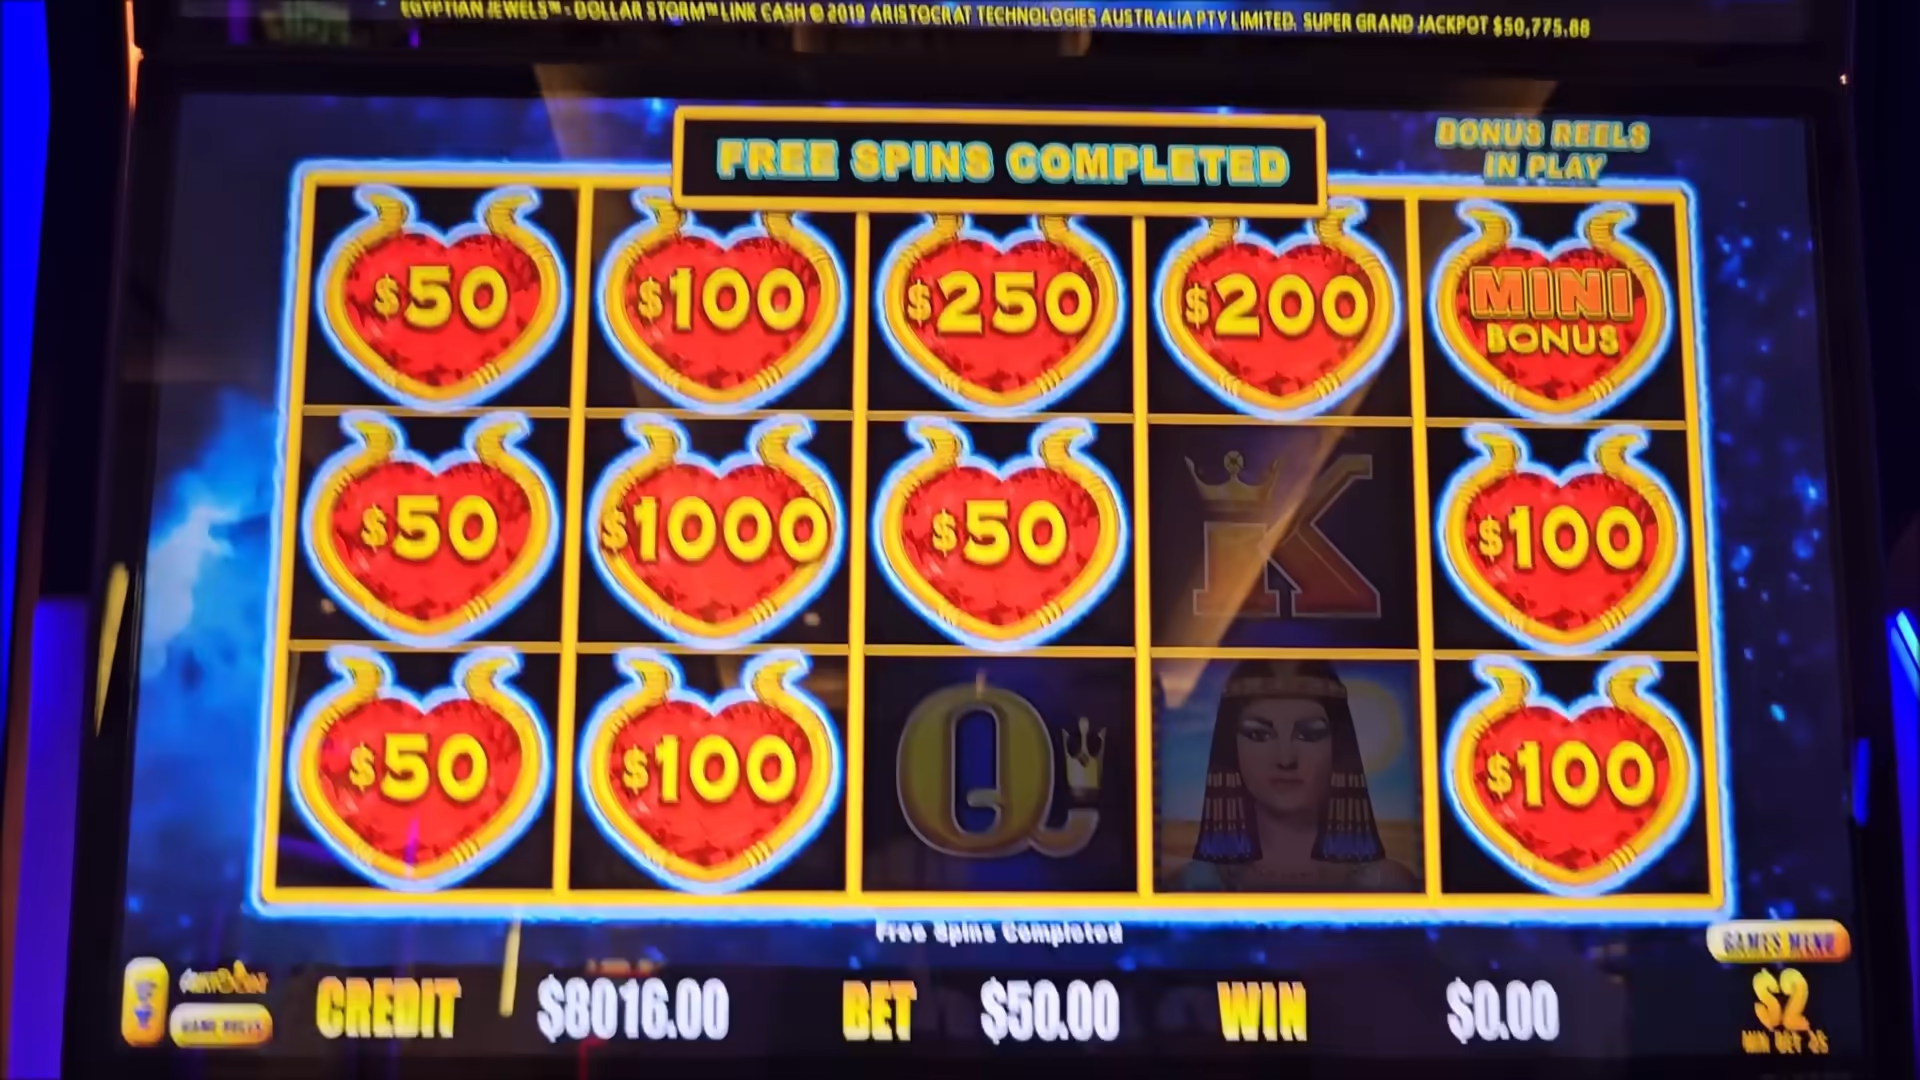 EGYPTIAN JEWELS™ - DOLLAR STORM™ LINK CASH © 2019 ARISTOCRAT TECHNOLOGIES AUSTRALIA PTY LIMITED. SUPER GRAND JACKPOT $50,775.88
FREE SPINS COMPLETED
BONUS REELS
IN PLAY
$50 $100 $250 $200 MINI
BONUS
$50 $1000 $50 K $100
$50 $100 Q $100
Free Spins Completed
GAMES MENU
CREDIT $8016.00 BET $50.00 WIN $0.00 $2